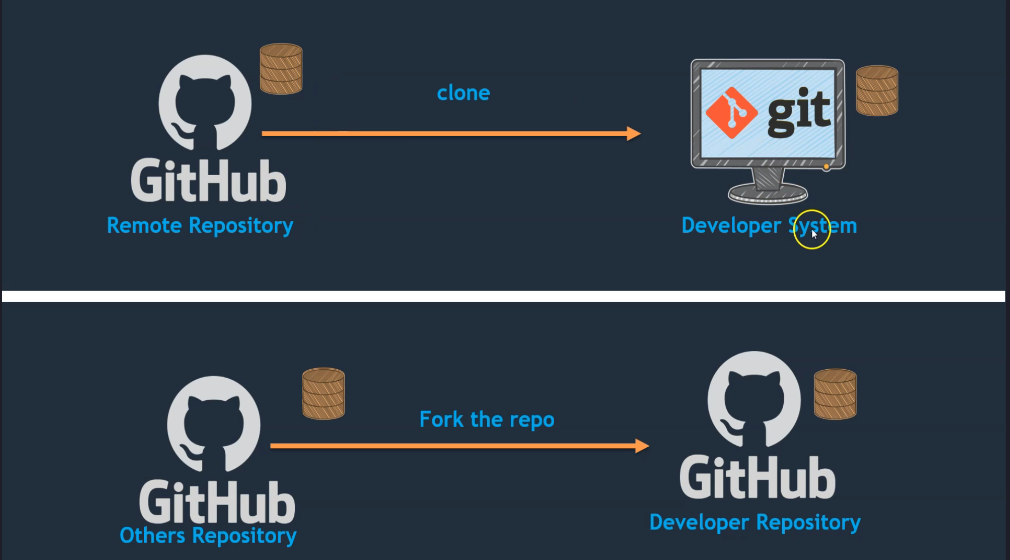 clone
git
GitHub
Remote Repository
Developer System
Fork the repo
GitHub
Others Repository
GitHub
Developer Repository